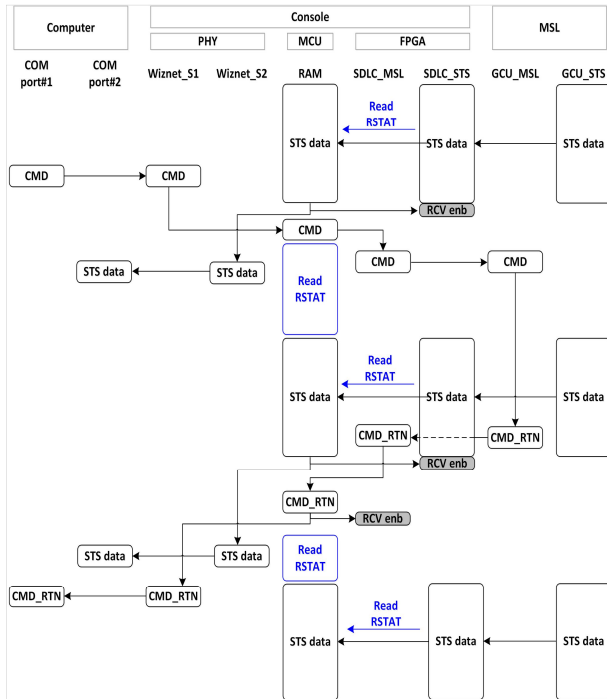 Computer
Console
MSL
PHY
MCU
FPGA
COM
port#1
COM
port#2
Wiznet_S1
Wiznet_S2
RAM
SDLC_MSL
SDLC_STS
GCU_MSL
GCU_STS
Read
RSTAT
STS data
STS data
STS data
CMD
CMD
RCV enb
CMD
CMD
CMD
STS data
STS data
Read
RSTAT
Read
RSTAT
STS data
STS data
STS data
CMD_RTN
CMD_RTN
RCV enb
CMD_RTN
RCV enb
STS data
STS data
Read
RSTAT
CMD_RTN
CMD_RTN
Read
RSTAT
STS data
STS data
STS data